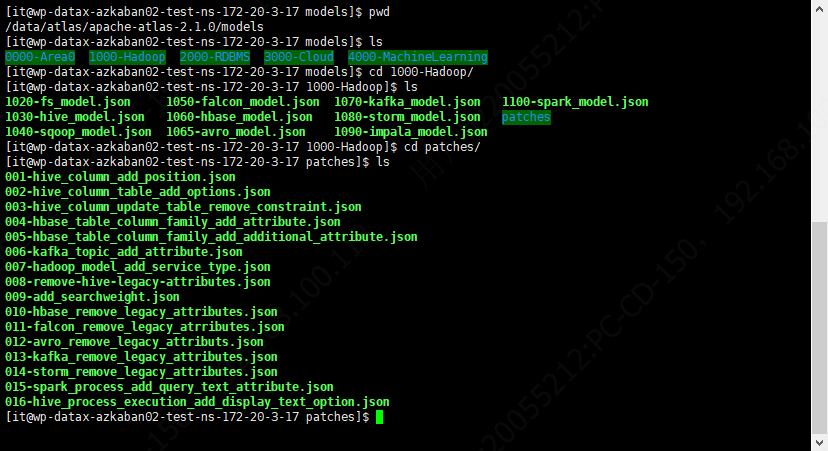 [it@wp-datax-azkaban02-test-ns-172-20-3-17 models]$ pwd
/data/atlas/apache-atlas-2.1.0/models
[it@wp-datax-azkaban02-test-ns-172-20-3-17 models]$ ls
0000-Area0  1000-Hadoop  2000-RDBMS  3000-Cloud  4000-MachineLearning
[it@wp-datax-azkaban02-test-ns-172-20-3-17 models]$ cd 1000-Hadoop/
[it@wp-datax-azkaban02-test-ns-172-20-3-17 1000-Hadoop]$ ls
1020-fs_model.json     1050-falcon_model.json  1070-kafka_model.json   1100-spark_model.json
1030-hive_model.json   1060-hbase_model.json   1080-storm_model.json   patches
1040-sqoop_model.json  1065-avro_model.json    1090-impala_model.json
[it@wp-datax-azkaban02-test-ns-172-20-3-17 1000-Hadoop]$ cd patches/
[it@wp-datax-azkaban02-test-ns-172-20-3-17 patches]$ ls
001-hive_column_add_position.json
002-hive_column_table_add_options.json
003-hive_column_update_table_remove_constraint.json
004-hbase_table_column_family_add_attribute.json
005-hbase_table_column_family_add_additional_attribute.json
006-kafka_topic_add_attribute.json
007-hadoop_model_add_service_type.json
008-remove-hive-legacy-attributes.json
009-add_searchweight.json
010-hbase_remove_legacy_attributes.json
011-falcon_remove_legacy_atrributes.json
012-avro_remove_legacy_attributs.json
013-kafka_remove_legacy_attributes.json
014-storm_remove_legacy_attributes.json
015-spark_process_add_query_text_attribute.json
016-hive_process_execution_add_display_text_option.json
[it@wp-datax-azkaban02-test-ns-172-20-3-17 patches]$